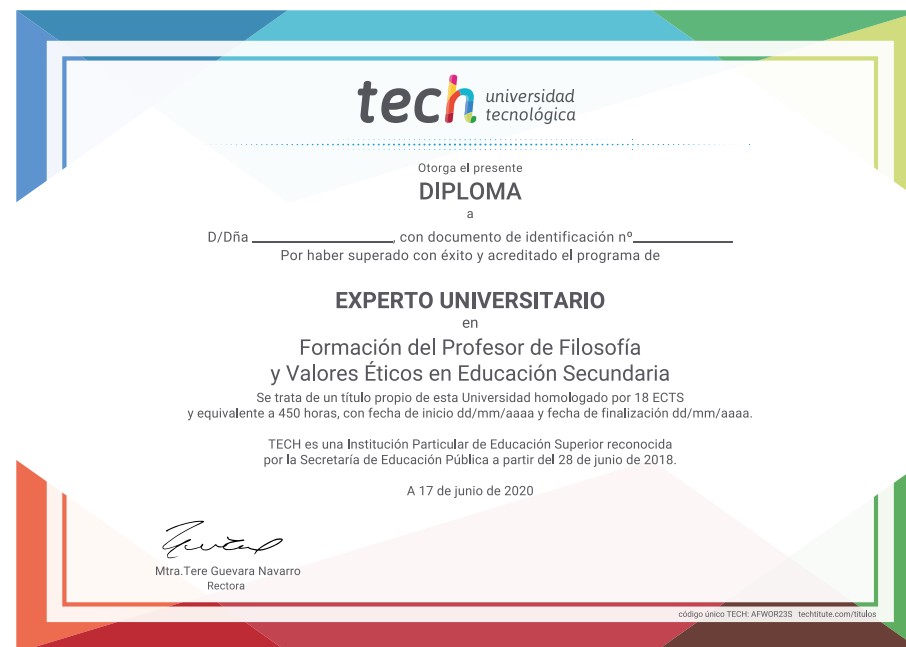 tech universidad
tecnológica
Otorga el presente
DIPLOMA
a
D/Dña ____________________, con documento de identificación nº______________
Por haber superado con éxito y acreditado el programa de
EXPERTO UNIVERSITARIO
en
Formación del Profesor de Filosofía
y Valores Éticos en Educación Secundaria
Se trata de un título propio de esta Universidad homologado por 18 ECTS
y equivalente a 450 horas, con fecha de inicio dd/mm/aaaa y fecha de finalización dd/mm/aaaa.
TECH es una Institución Particular de Educación Superior reconocida
por la Secretaría de Educación Pública a partir del 28 de junio de 2018.
A 17 de junio de 2020
Mtra.Tere Guevara Navarro
Rectora
código único TECH: AFWOR23S techtitute.com/titulos